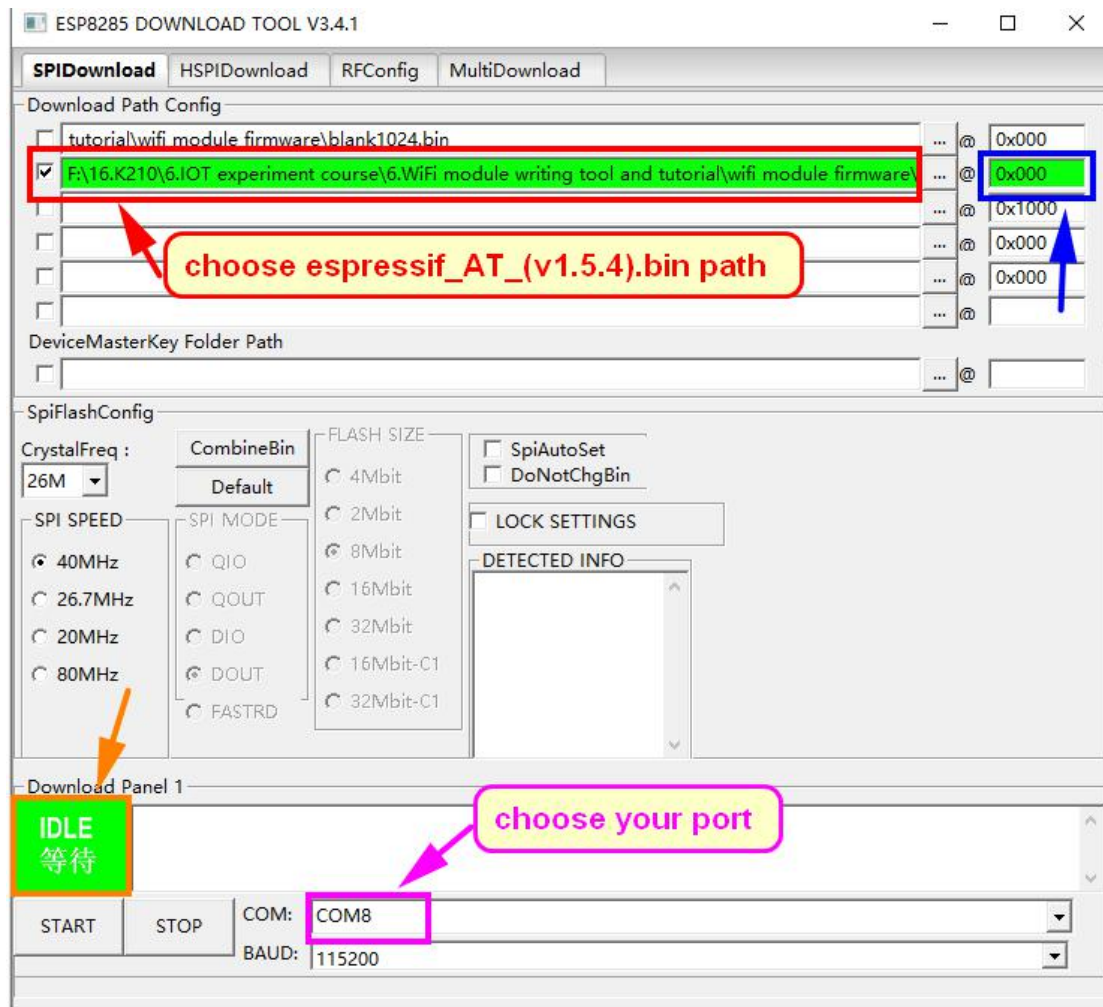 ESP8285 DOWNLOAD TOOL V3.4.1
SPIDownload HSPIDownload RFConfig MultiDownload
Download Path Config
tutorial\wifi module firmware\blank1024.bin ... @ 0x000
F:\16.K210\6.IOT experiment course\6.WiFi module writing tool and tutorial\wifi module firmware\ ... @ 0x000
... @ 0x1000
... @ 0x000
choose espressif_AT_(v1.5.4).bin path
... @ 0x000
... @
DeviceMasterKey Folder Path
... @
SpiFlashConfig
CrystalFreq :
26M
CombineBin
Default
SPI SPEED
40MHz
26.7MHz
20MHz
80MHz
SPI MODE
QIO
QOUT
DIO
DOUT
FASTRD
FLASH SIZE
4Mbit
2Mbit
8Mbit
16Mbit
32Mbit
16Mbit-C1
32Mbit-C1
SpiAutoSet
DoNotChgBin
LOCK SETTINGS
DETECTED INFO
Download Panel 1
IDLE
等待
choose your port
START STOP
COM: COM8
BAUD: 115200